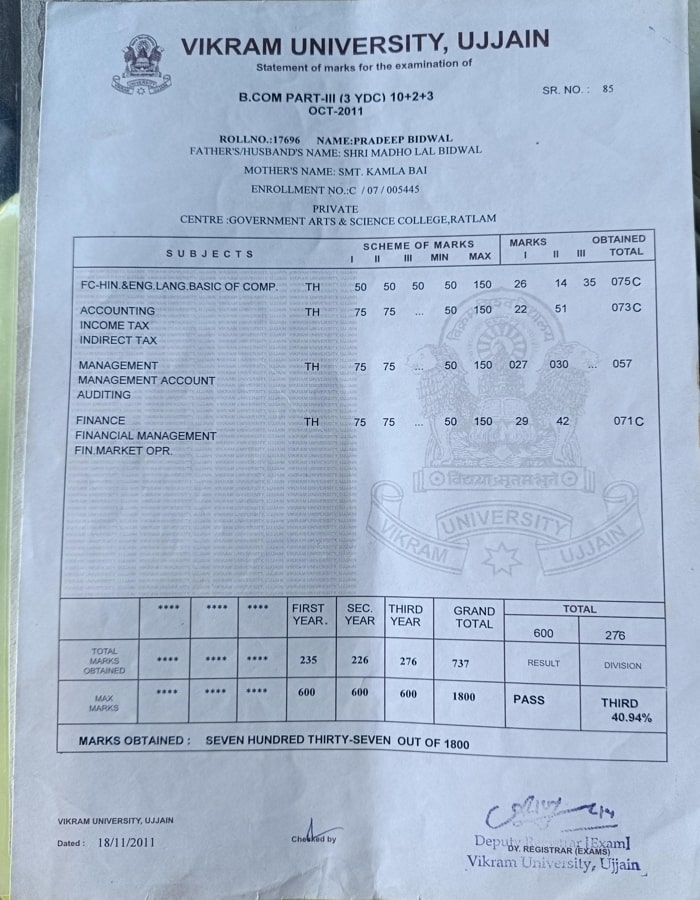 VIKRAM UNIVERSITY, UJJAIN
Statement of marks for the examination of
SR. NO. : 85
B.COM PART-III (3 YDC) 10+2+3
OCT-2011
ROLLNO.:17696 NAME:PRADEEP BIDWAL
FATHER'S/HUSBAND'S NAME: SHRI MADHO LAL BIDWAL
MOTHER'S NAME: SMT. KAMLA BAI
ENROLLMENT NO.:C / 07 / 005445
PRIVATE
CENTRE :GOVERNMENT ARTS & SCIENCE COLLEGE,RATLAM
SUBJECTS SCHEME OF MARKS MARKS OBTAINED
I II III MIN MAX I II III TOTAL
FC-HIN.&ENG.LANG.BASIC OF COMP. TH 50 50 50 50 150 26 14 35 075C
ACCOUNTING TH 75 75 ... 50 150 22 51 073C
INCOME TAX
INDIRECT TAX
MANAGEMENT TH 75 75 ... 50 150 027 030 ... 057
MANAGEMENT ACCOUNT
AUDITING
FINANCE TH 75 75 ... 50 150 29 42 071C
FINANCIAL MANAGEMENT
FIN.MARKET OPR.
UNIVERSITY
VIKRAM UJJAIN
**** **** **** FIRST YEAR. SEC. YEAR THIRD YEAR GRAND TOTAL TOTAL
600 276
TOTAL MARKS OBTAINED **** **** **** 235 226 276 737 RESULT DIVISION
MAX MARKS **** **** **** 600 600 600 1800 PASS THIRD
40.94%
MARKS OBTAINED : SEVEN HUNDRED THIRTY-SEVEN OUT OF 1800
VIKRAM UNIVERSITY, UJJAIN
Dated : 18/11/2011
Checked by
Deputy [Exam]
DY. REGISTRAR (EXAMS)
Vikram University, Ujjain